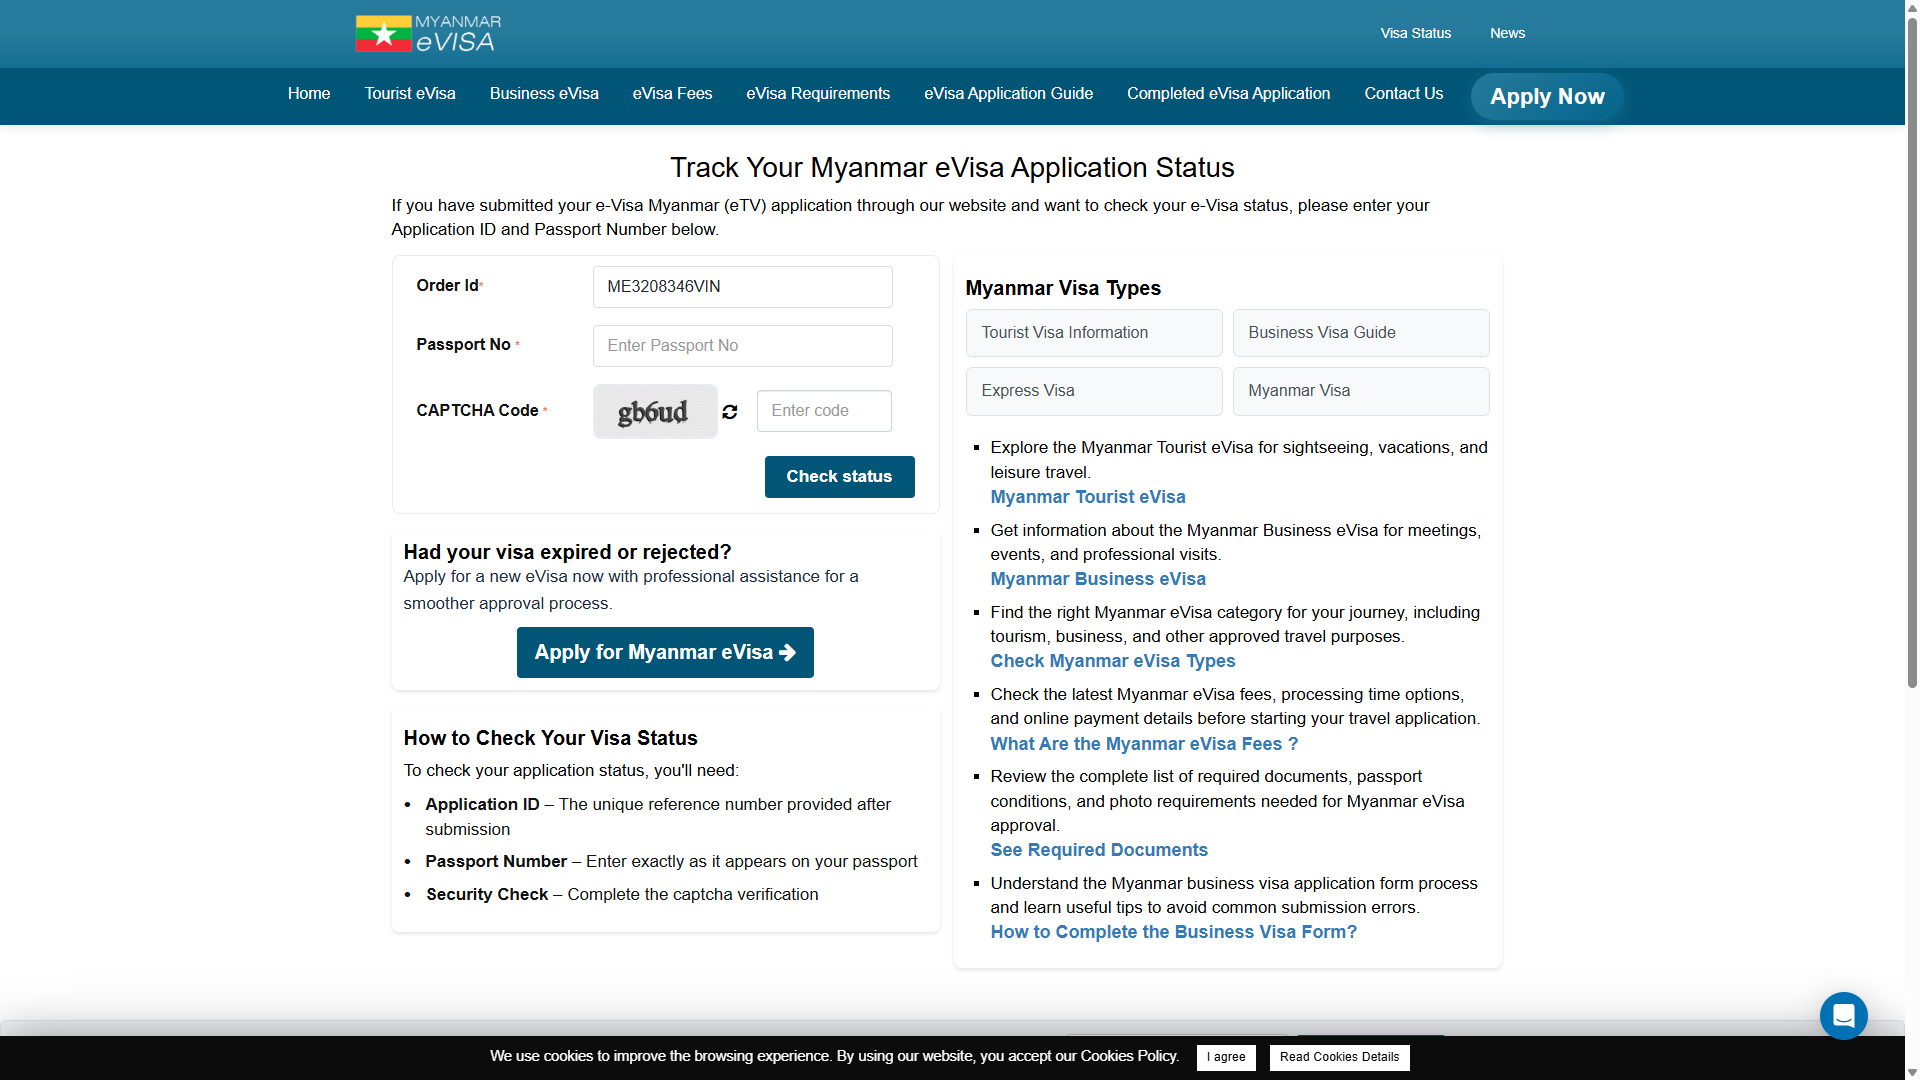 MYANMAR
eVISA
Visa Status
News
Home
Tourist eVisa
Business eVisa
eVisa Fees
eVisa Requirements
eVisa Application Guide
Completed eVisa Application
Contact Us
Apply Now
Track Your Myanmar eVisa Application Status
If you have submitted your e-Visa Myanmar (eTV) application through our website and want to check your e-Visa status, please enter your
Application ID and Passport Number below.
Order Id*
ME3208346VIN
Passport No *
Enter Passport No
CAPTCHA Code *
gb6ud
Enter code
Check status
Had your visa expired or rejected?
Apply for a new eVisa now with professional assistance for a
smoother approval process.
Apply for Myanmar eVisa
How to Check Your Visa Status
To check your application status, you'll need:
• Application ID – The unique reference number provided after
submission
• Passport Number – Enter exactly as it appears on your passport
• Security Check – Complete the captcha verification
Myanmar Visa Types
Tourist Visa Information
Business Visa Guide
Express Visa
Myanmar Visa
▪ Explore the Myanmar Tourist eVisa for sightseeing, vacations, and
leisure travel.
Myanmar Tourist eVisa
▪ Get information about the Myanmar Business eVisa for meetings,
events, and professional visits.
Myanmar Business eVisa
▪ Find the right Myanmar eVisa category for your journey, including
tourism, business, and other approved travel purposes.
Check Myanmar eVisa Types
▪ Check the latest Myanmar eVisa fees, processing time options,
and online payment details before starting your travel application.
What Are the Myanmar eVisa Fees ?
▪ Review the complete list of required documents, passport
conditions, and photo requirements needed for Myanmar eVisa
approval.
See Required Documents
▪ Understand the Myanmar business visa application form process
and learn useful tips to avoid common submission errors.
How to Complete the Business Visa Form?
We use cookies to improve the browsing experience. By using our website, you accept our Cookies Policy.
I agree
Read Cookies Details